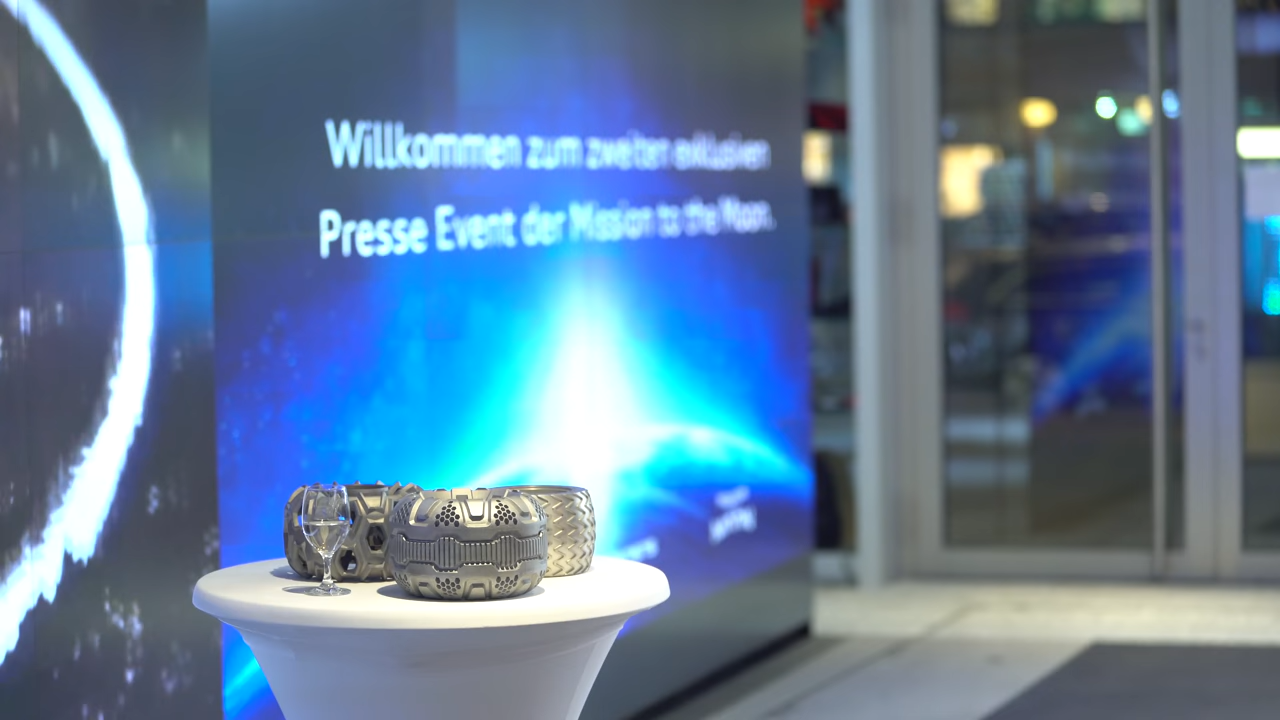 Willkommen zum zweiten exklusiven
Presse Event der Mission to the Moon.